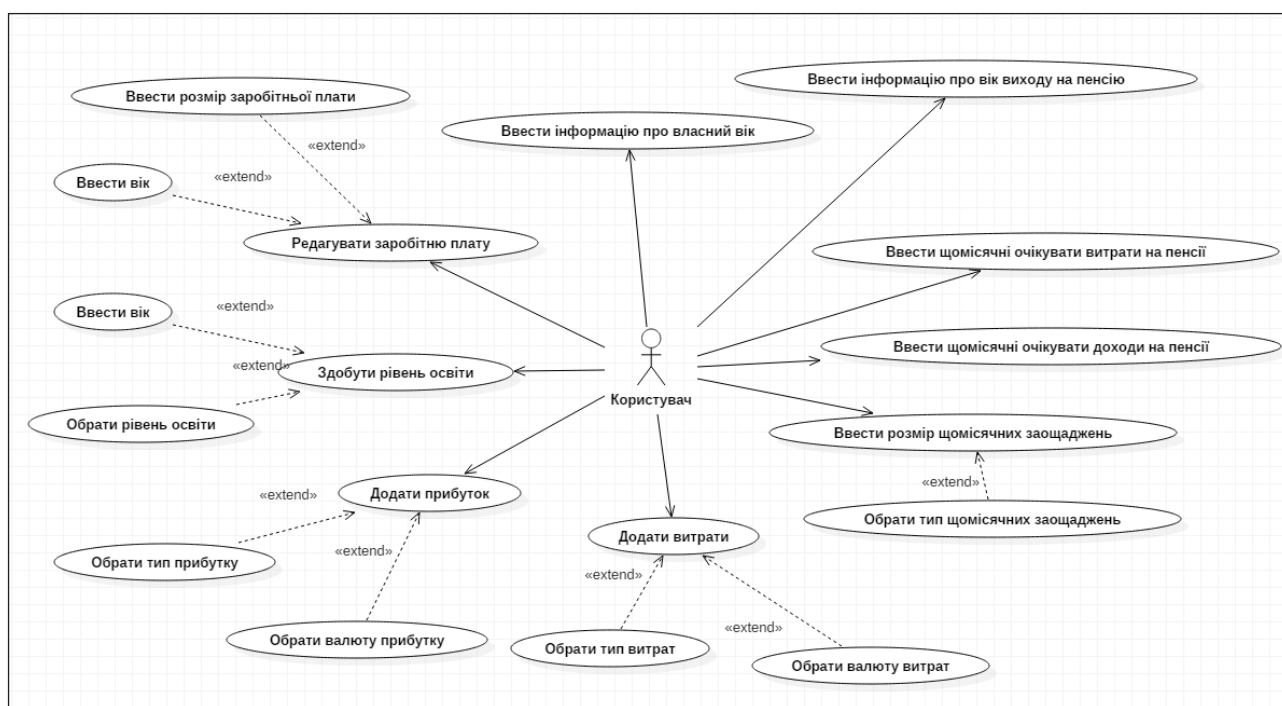 Ввести інформацію про вік виходу на пенсію
Ввести розмір заробітньої плати
Ввести інформацію про власний вік
«extend»
«extend»
Ввести вік
Редагувати заробітню плату
Ввести щомісячні очікувати витрати на пенсії
«extend»
Ввести вік
Ввести щомісячні очікувати доходи на пенсії
«extend»
Здобути рівень освіти
Користувач
Обрати рівень освіти
Ввести розмір щомісячних заощаджень
«extend»
Додати прибуток
«extend»
Обрати тип щомісячних заощаджень
Додати витрати
«extend»
Обрати тип прибутку
«extend»
«extend»
Обрати валюту прибутку
Обрати тип витрат
Обрати валюту витрат